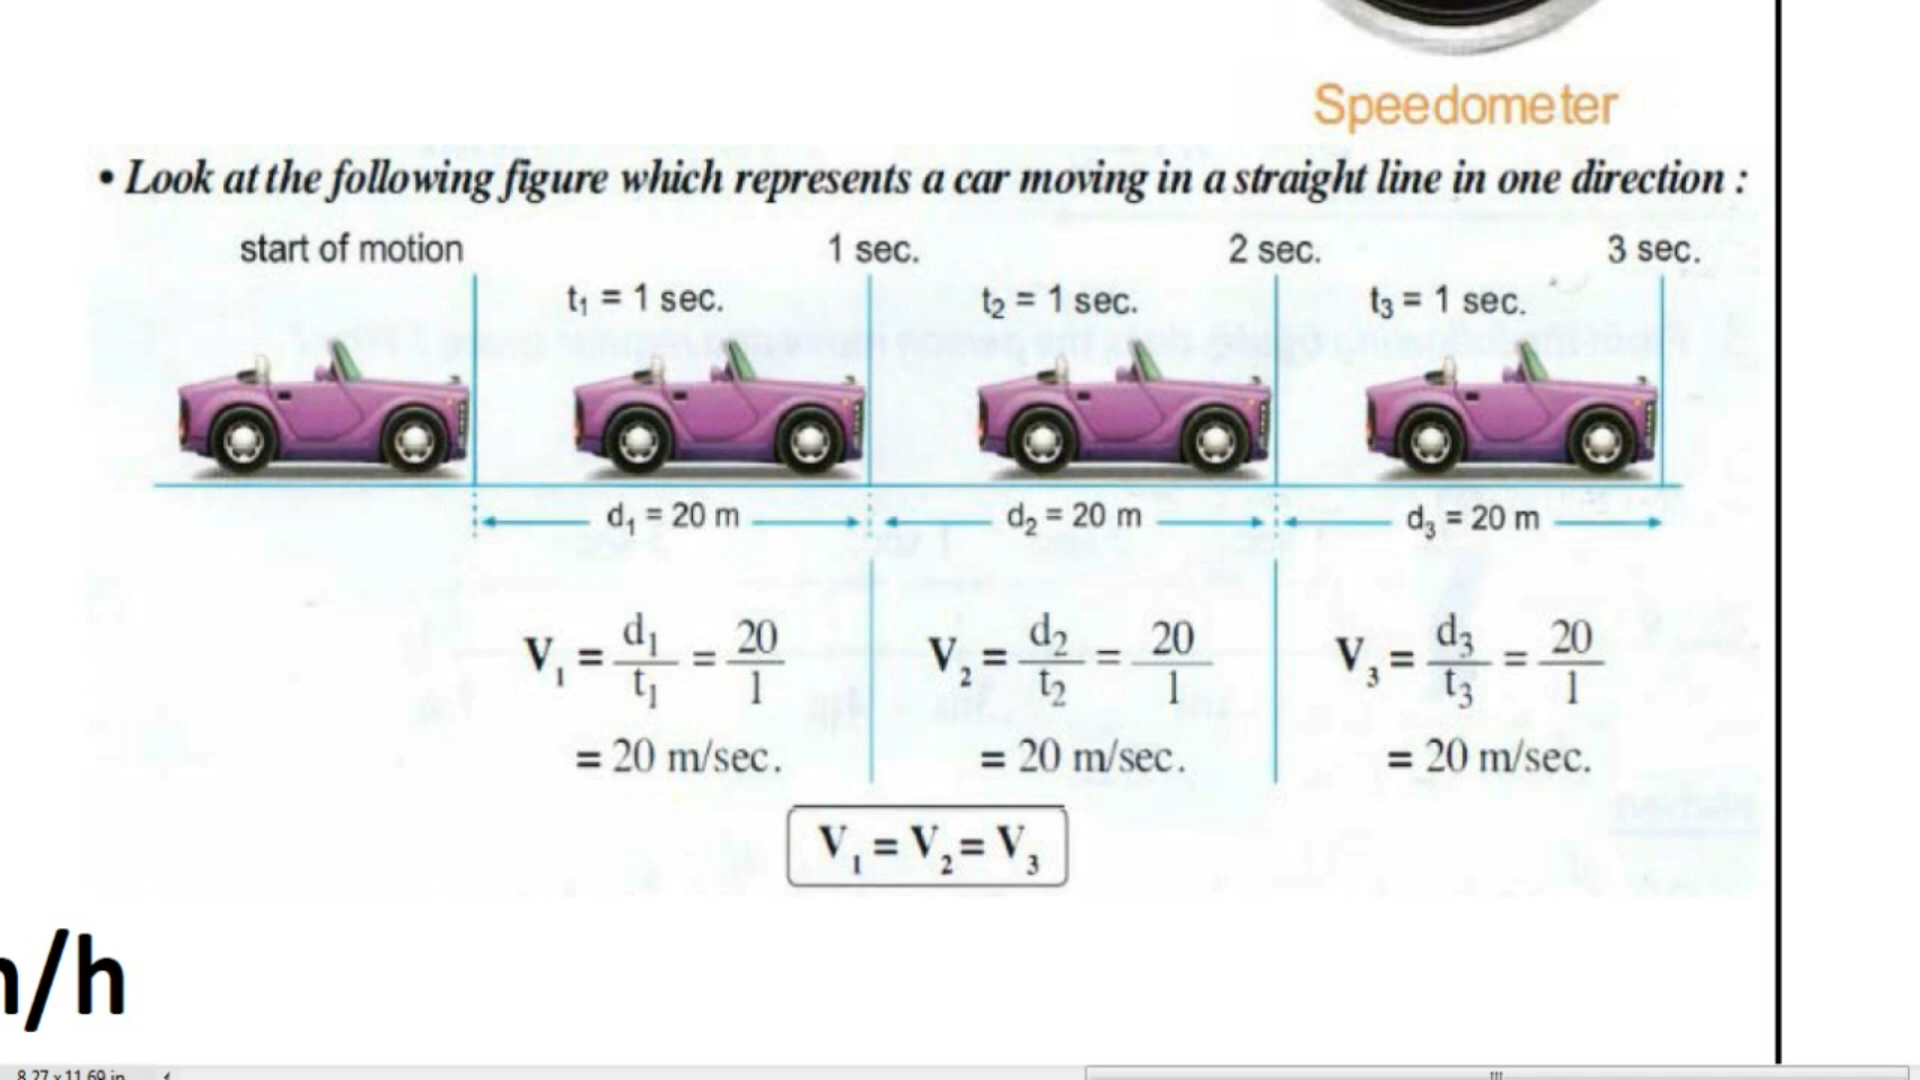 Speedometer
• Look at the following figure which represents a car moving in a straight line in one direction :
start of motion 1 sec. 2 sec. 3 sec.
t₁ = 1 sec. t₂ = 1 sec. t₃ = 1 sec.
d₁ = 20 m d₂ = 20 m d₃ = 20 m
V₁ = d₁/t₁ = 20/1 V₂ = d₂/t₂ = 20/1 V₃ = d₃/t₃ = 20/1
= 20 m/sec. = 20 m/sec. = 20 m/sec.
V₁ = V₂ = V₃
/h
8.27 x 11.69 in